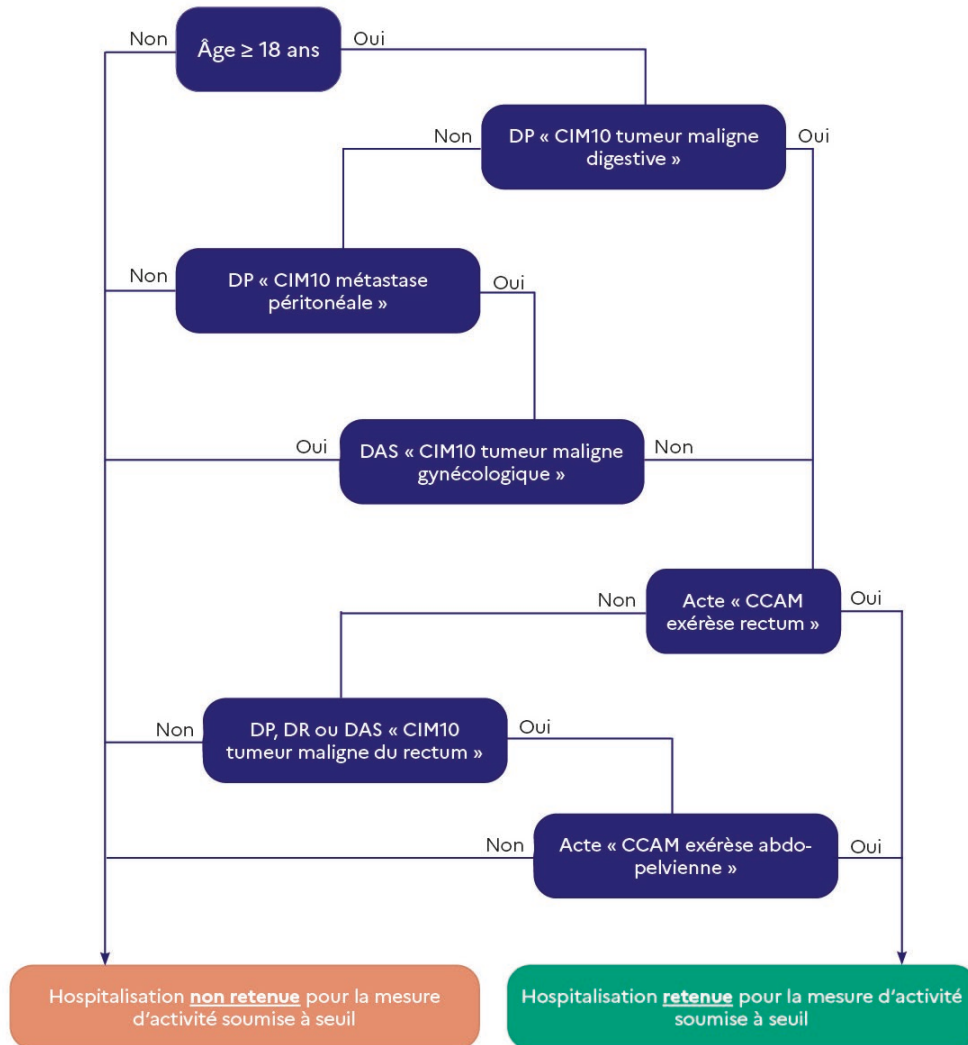 Non
Âge ≥ 18 ans
Oui
Non
DP « CIM10 tumeur maligne
digestive »
Oui
Non
DP « CIM10 métastase
péritonéale »
Oui
Oui
DAS « CIM10 tumeur maligne
gynécologique »
Non
Non
Acte « CCAM
exérèse rectum »
Oui
Non
DP, DR ou DAS « CIM10
tumeur maligne du rectum »
Oui
Non
Acte « CCAM exérèse abdo-
pelvienne »
Oui
Hospitalisation non retenue pour la mesure
d’activité soumise à seuil
Hospitalisation retenue pour la mesure d’activité
soumise à seuil